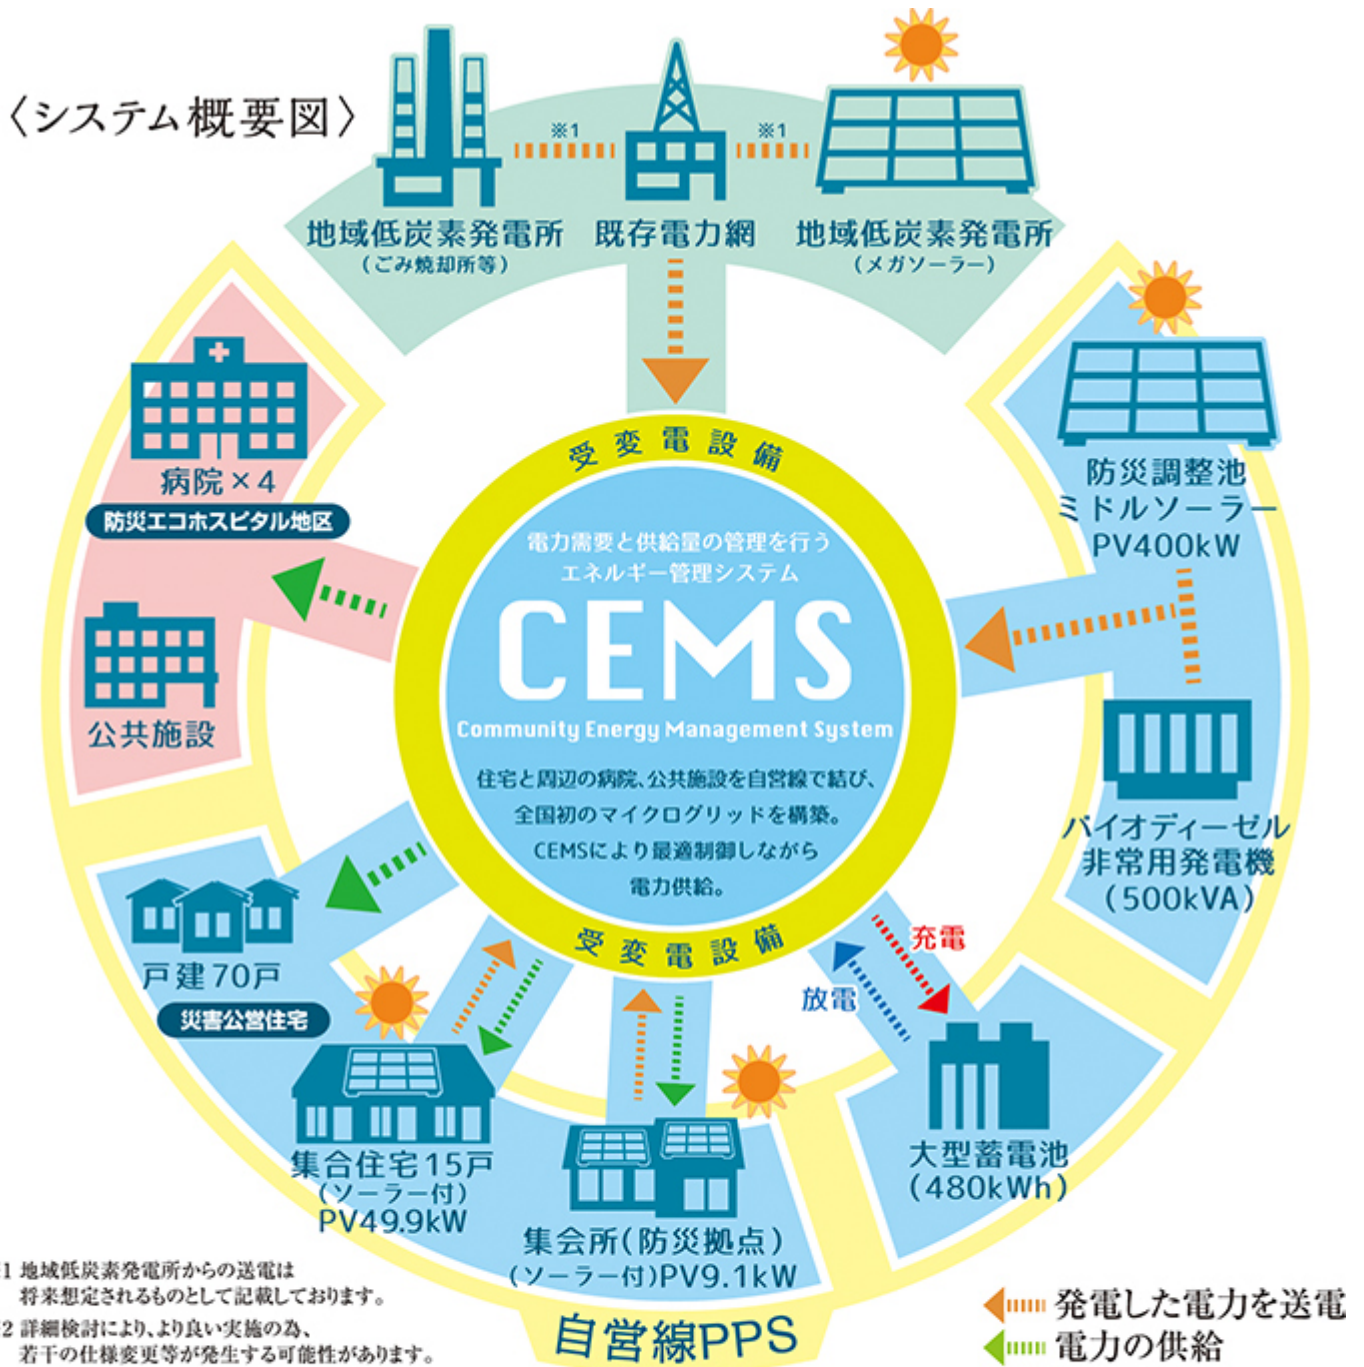 〈システム概要図〉
※1
※1
地域低炭素発電所
(ごみ焼却所等)
既存電力網
地域低炭素発電所
(メガソーラー)
病院×4
防災エコホスピタル地区
公共施設
防災調整池
ミドルソーラー
PV400kW
バイオディーゼル
非常用発電機
(500kVA)
受変電設備
電力需要と供給量の管理を行う
エネルギー管理システム
CEMS
Community Energy Management System
住宅と周辺の病院、公共施設を自営線で結び、
全国初のマイクログリッドを構築。
CEMSにより最適制御しながら
電力供給。
受変電設備
戸建70戸
災害公営住宅
集合住宅15戸
(ソーラー付)
PV49.9kW
集会所(防災拠点)
(ソーラー付)PV9.1kW
充電
放電
大型蓄電池
(480kWh)
自営線PPS
1 地域低炭素発電所からの送電は
将来想定されるものとして記載しております。
2 詳細検討により、より良い実施の為、
若干の仕様変更等が発生する可能性があります。
発電した電力を送電
電力の供給